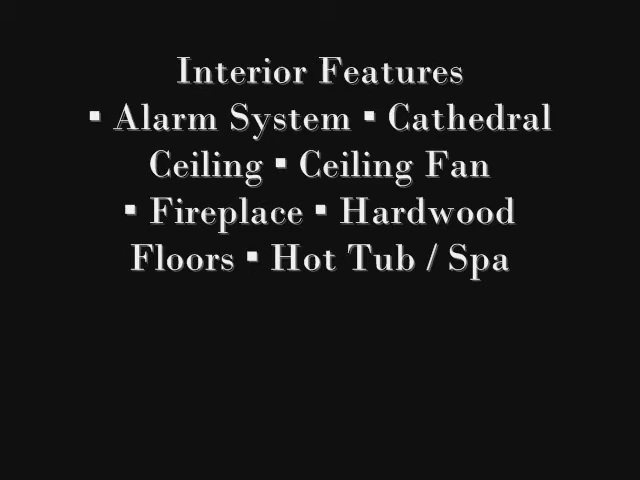 Interior Features
▪ Alarm System ▪ Cathedral
Ceiling ▪ Ceiling Fan
▪ Fireplace ▪ Hardwood
Floors ▪ Hot Tub / Spa